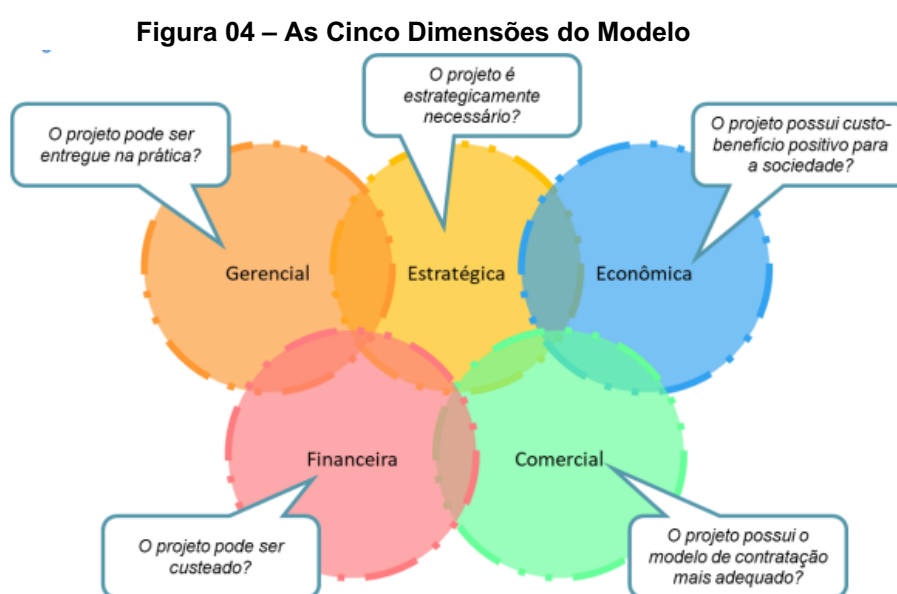 Figura 04 – As Cinco Dimensões do Modelo
O projeto é
estrategicamente
necessário?
O projeto pode ser
entregue na prática?
O projeto possui custo-
benefício positivo para
a sociedade?
Gerencial
Estratégica
Econômica
Financeira
Comercial
O projeto pode ser
custeado?
O projeto possui o
modelo de contratação
mais adequado?